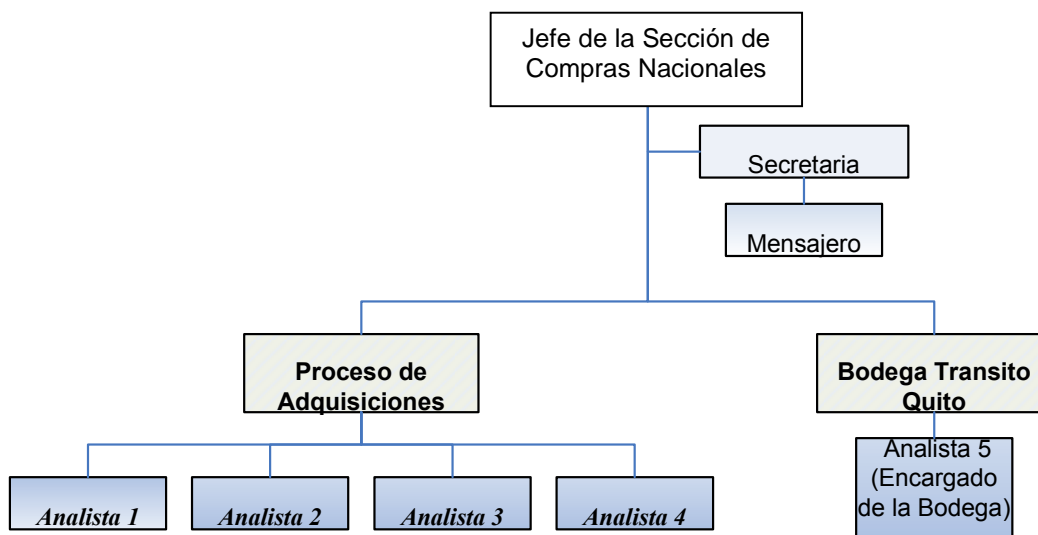 Jefe de la Sección de
Compras Nacionales
Secretaria
Mensajero
Proceso de
Adquisiciones
Bodega Transito
Quito
Analista 1
Analista 2
Analista 3
Analista 4
Analista 5
(Encargado
de la Bodega)